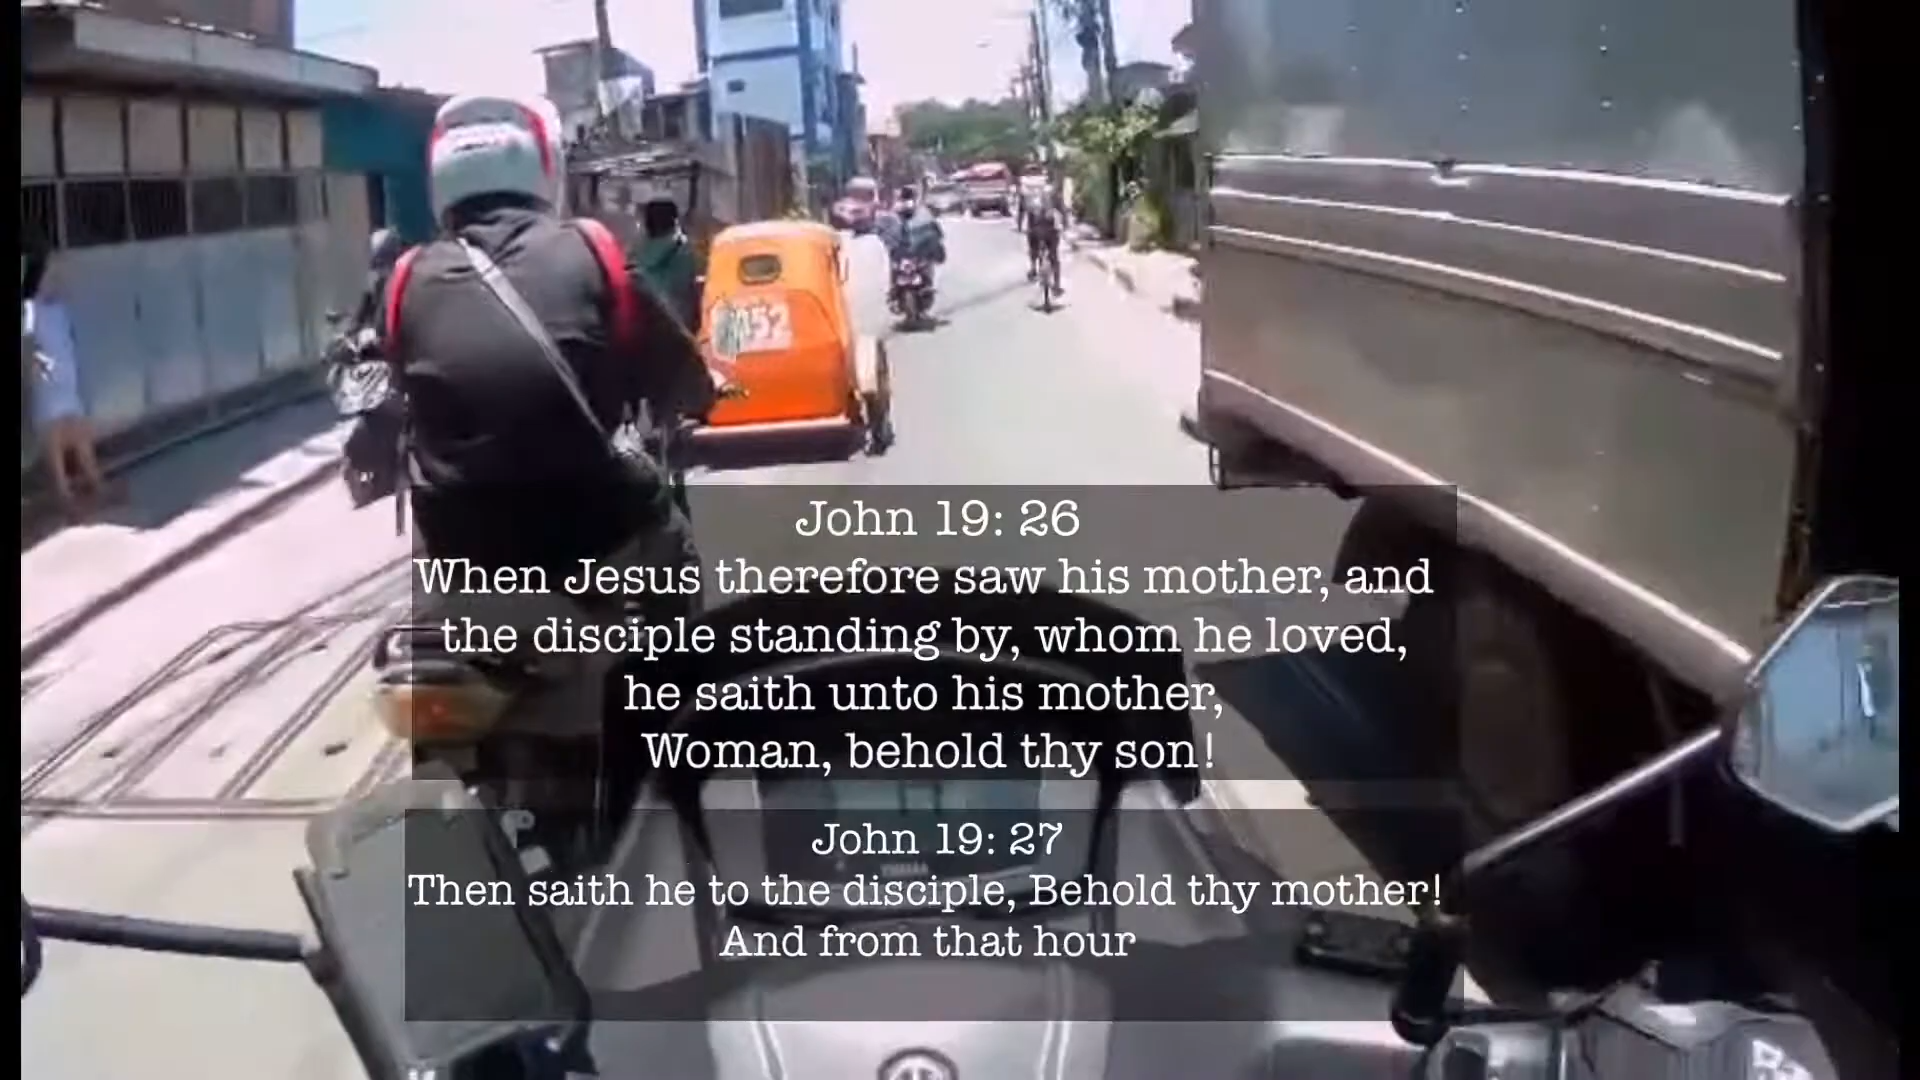 52
John 19: 26
When Jesus therefore saw his mother, and
the disciple standing by, whom he loved,
he saith unto his mother,
Woman, behold thy son!
John 19: 27
Then saith he to the disciple, Behold thy mother!
And from that hour